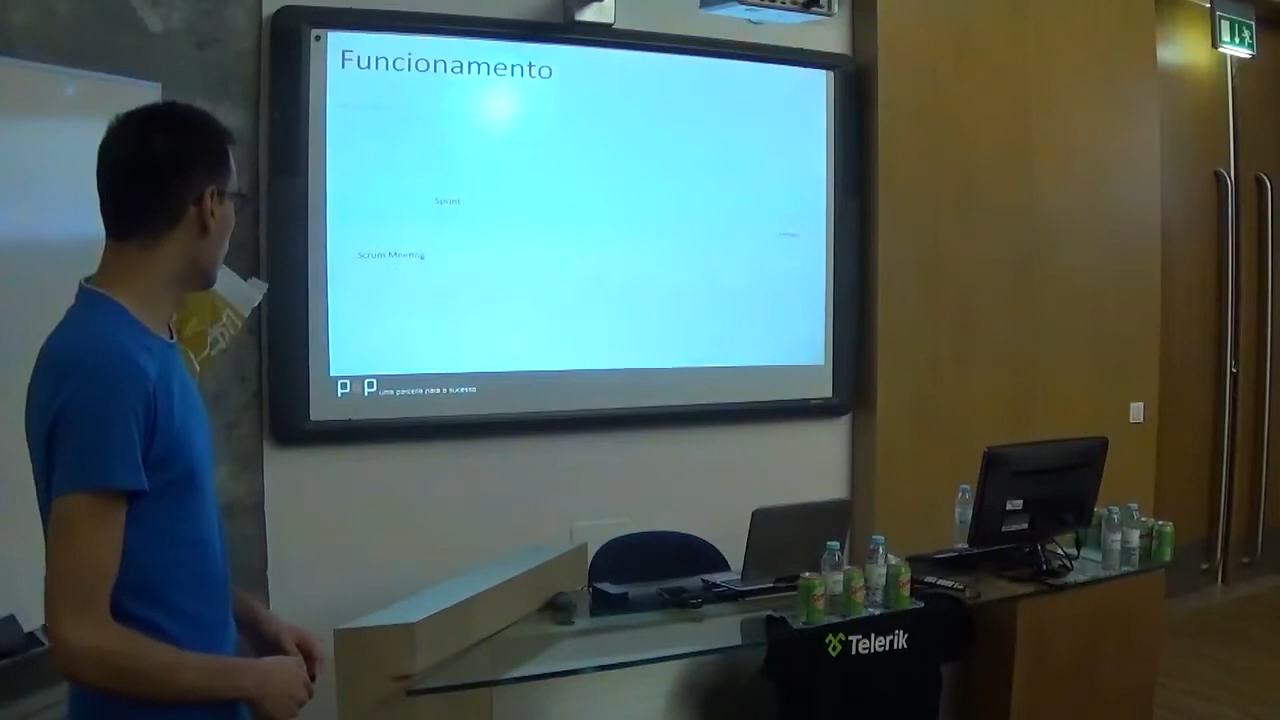 Funcionamento
Sprint
Scrum Meeting
uma parceria para o sucesso
Telerik